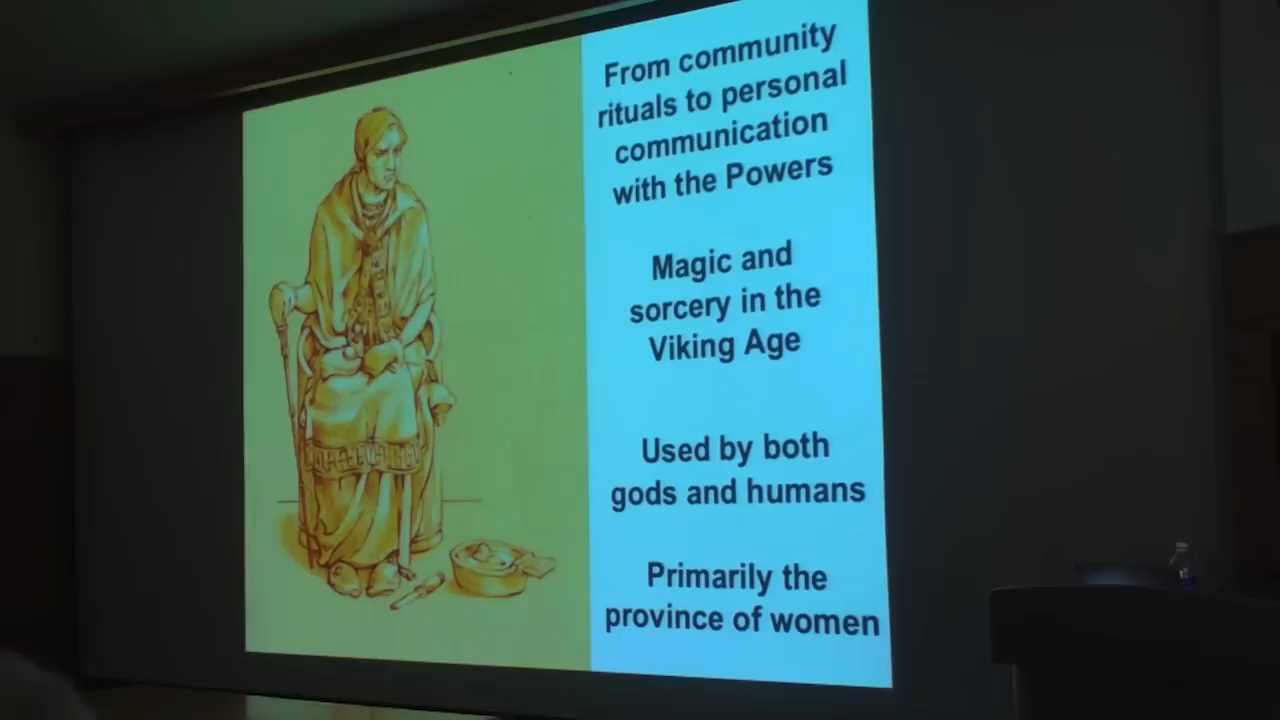 From community
rituals to personal
communication
with the Powers
Magic and
sorcery in the
Viking Age
Used by both
gods and humans
Primarily the
province of women